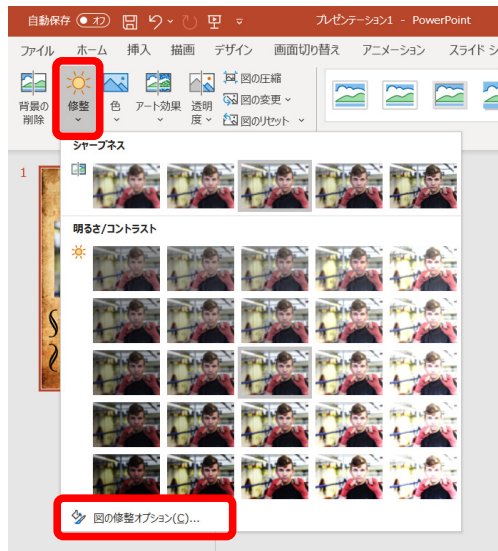 自動保存 オフ プレゼンテーション1 - PowerPoint
ファイル ホーム 挿入 描画 デザイン 画面切り替え アニメーション スライド シ
背景の
削除
修整
色
アート効果
透明
度
図の圧縮
図の変更
図のリセット
シャープネス
1
明るさ/コントラスト
図の修整オプション(C)...